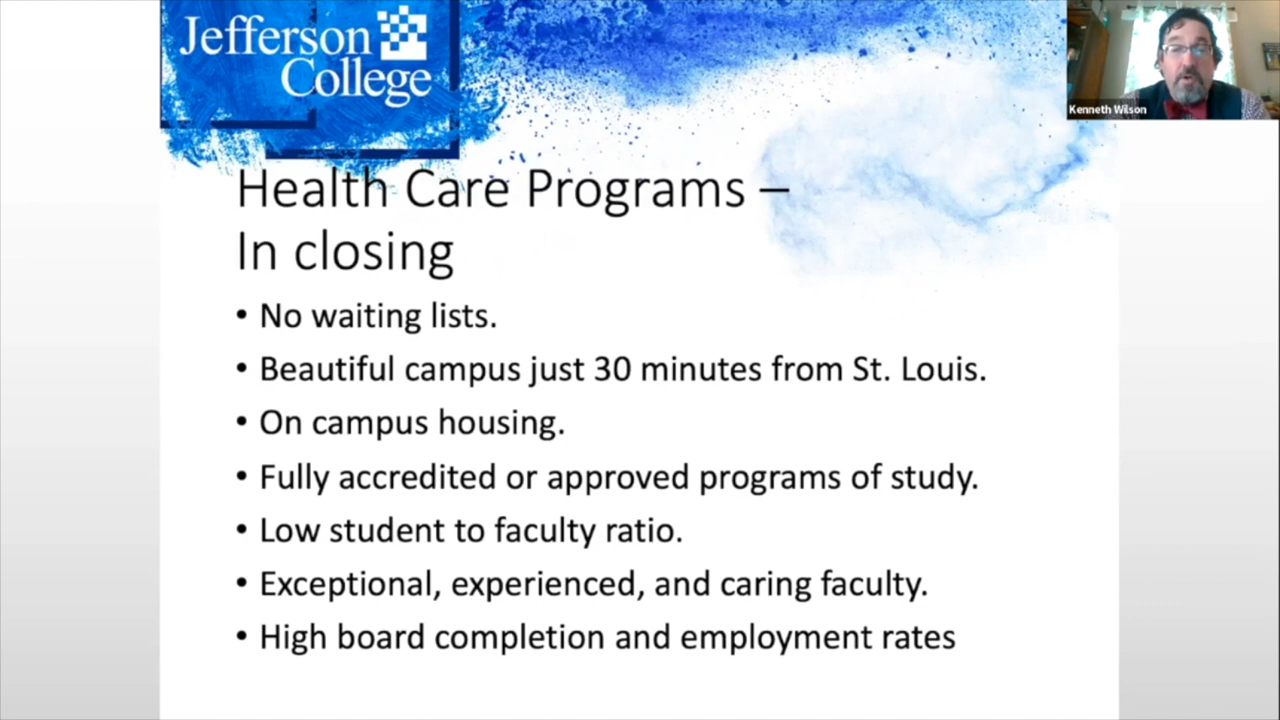 Jefferson
College
Kenneth Wilson
Health Care Programs –
In closing
• No waiting lists.
• Beautiful campus just 30 minutes from St. Louis.
• On campus housing.
• Fully accredited or approved programs of study.
• Low student to faculty ratio.
• Exceptional, experienced, and caring faculty.
• High board completion and employment rates